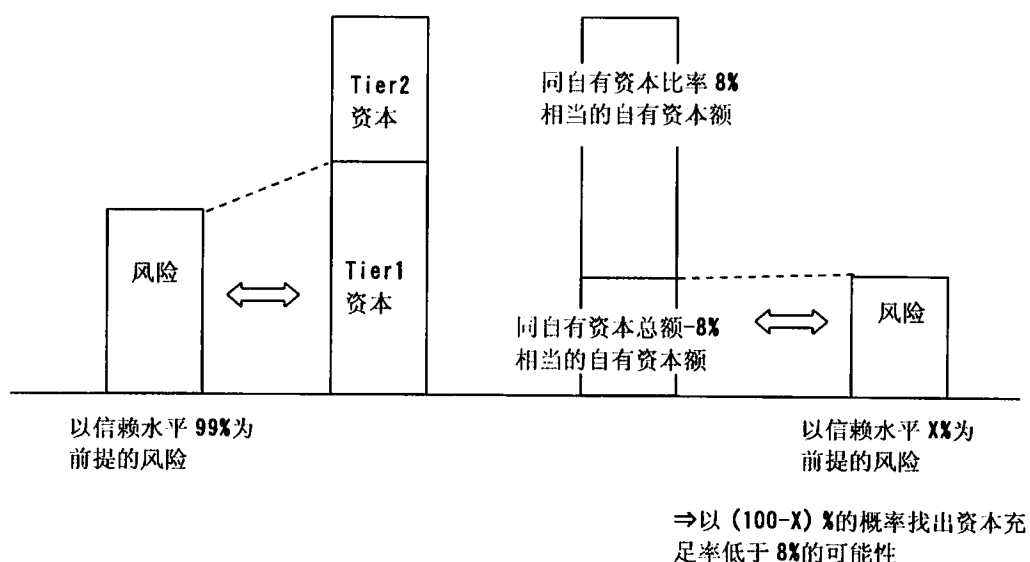 Tier2
资本
同自有资本比率 8%
相当的自有资本额
风险
Tier1
资本
同自有资本总额-8%
相当的自有资本额
风险
以信赖水平 99%为
前提的风险
以信赖水平 X%为
前提的风险
⇒以 (100-X) %的概率找出资本充
足率低于 8%的可能性